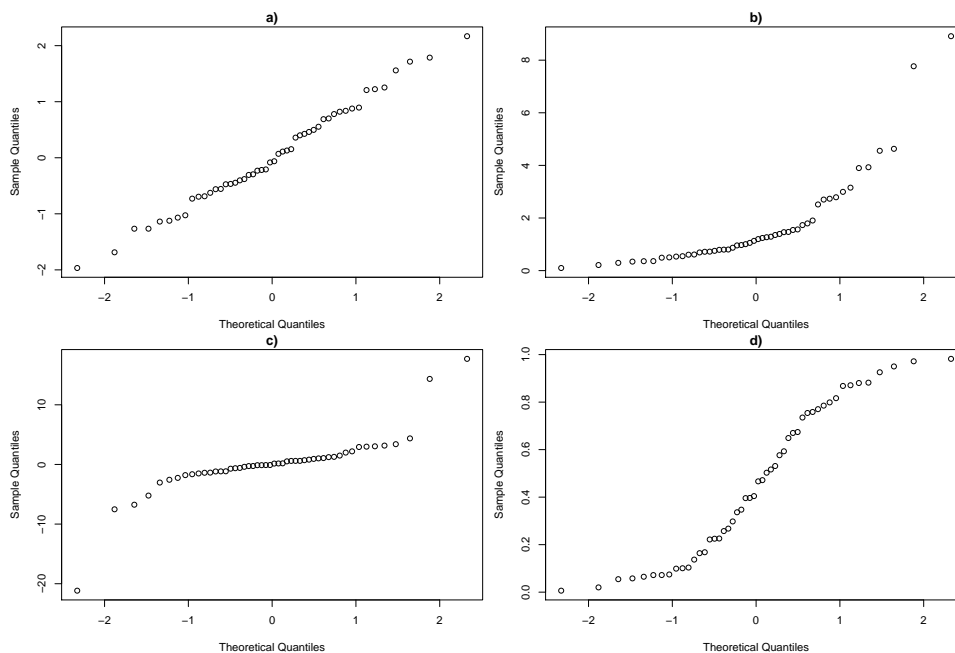 a)
2
1
0
−1
−2
Sample Quantiles
−2 −1 0 1 2
Theoretical Quantiles
b)
8
6
4
2
0
Sample Quantiles
−2 −1 0 1 2
Theoretical Quantiles
c)
10
0
−10
−20
Sample Quantiles
−2 −1 0 1 2
Theoretical Quantiles
d)
1.0
0.8
0.6
0.4
0.2
0.0
Sample Quantiles
−2 −1 0 1 2
Theoretical Quantiles